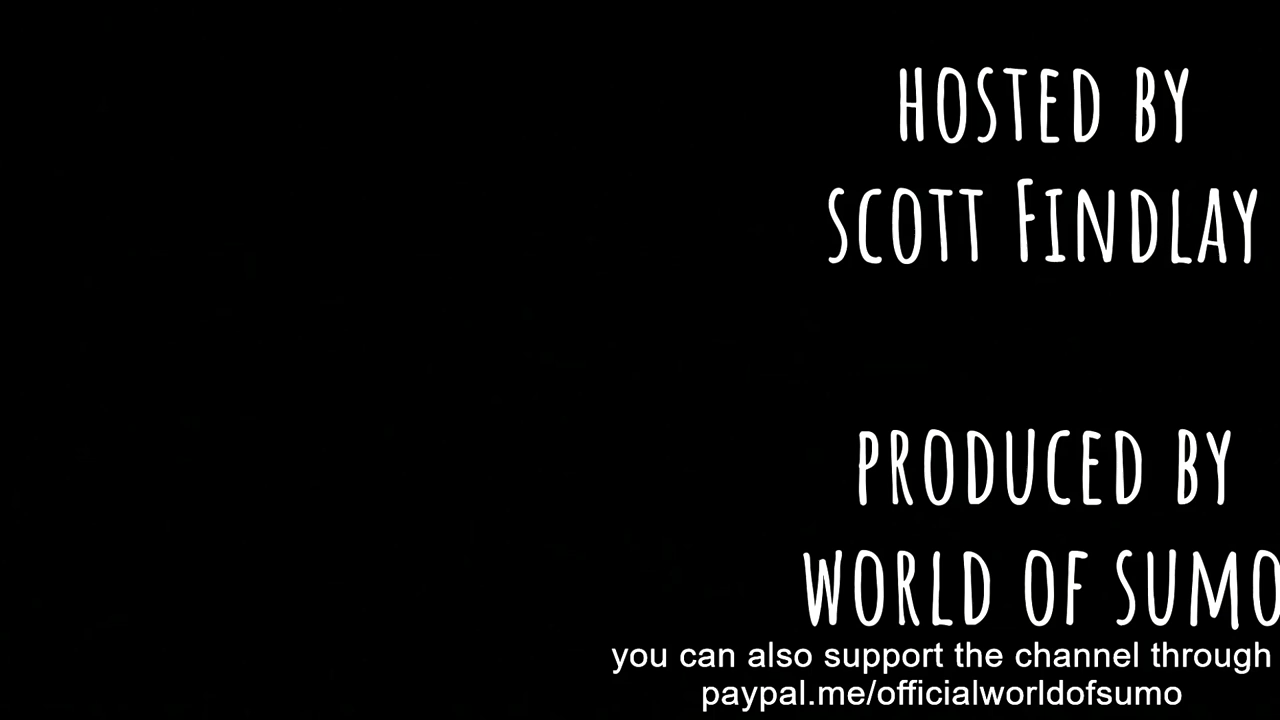 HOSTED BY
SCOTT FINDLAY
PRODUCED BY
WORLD OF SUMO
you can also support the channel through
paypal.me/officialworldofsumo